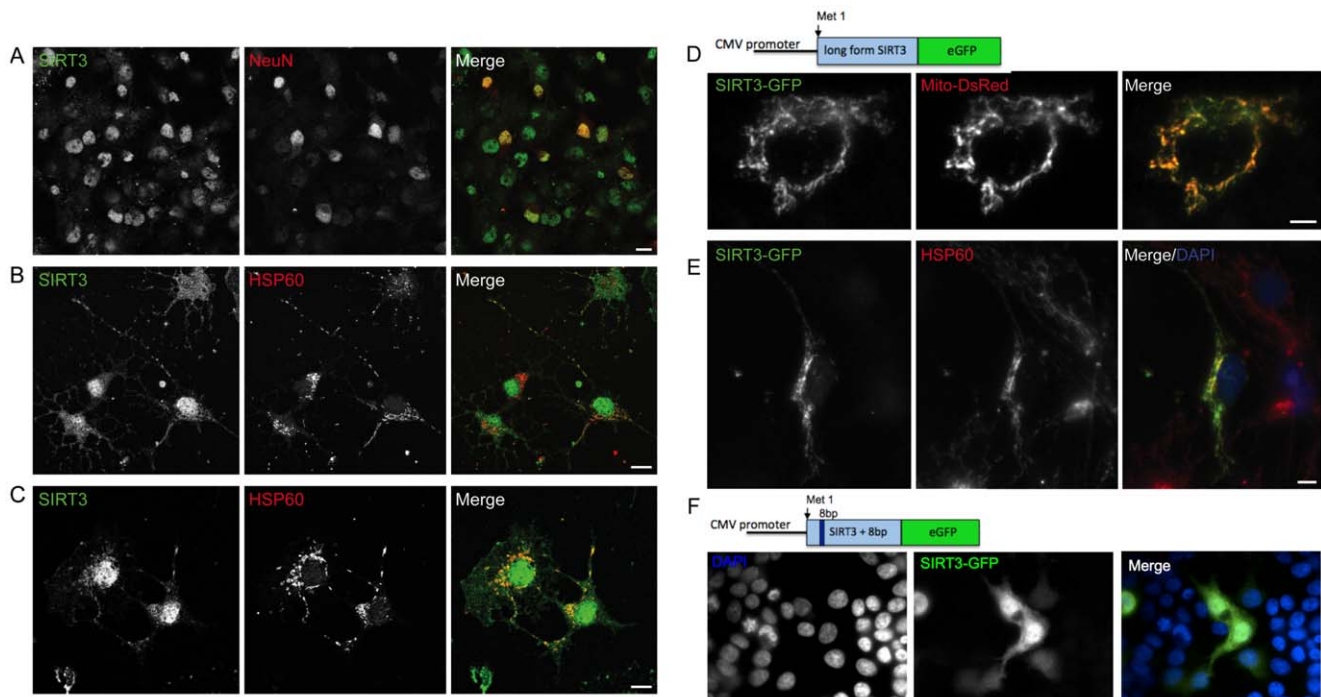 A
SIRT3
NeuN
Merge
B
SIRT3
HSP60
Merge
C
SIRT3
HSP60
Merge
D
Met 1
CMV promoter
long form SIRT3
eGFP
SIRT3-GFP
Mito-DsRed
Merge
E
SIRT3-GFP
HSP60
Merge/DAPI
F
Met 1
8bp
CMV promoter
SIRT3 + 8bp
eGFP
DAPI
SIRT3-GFP
Merge